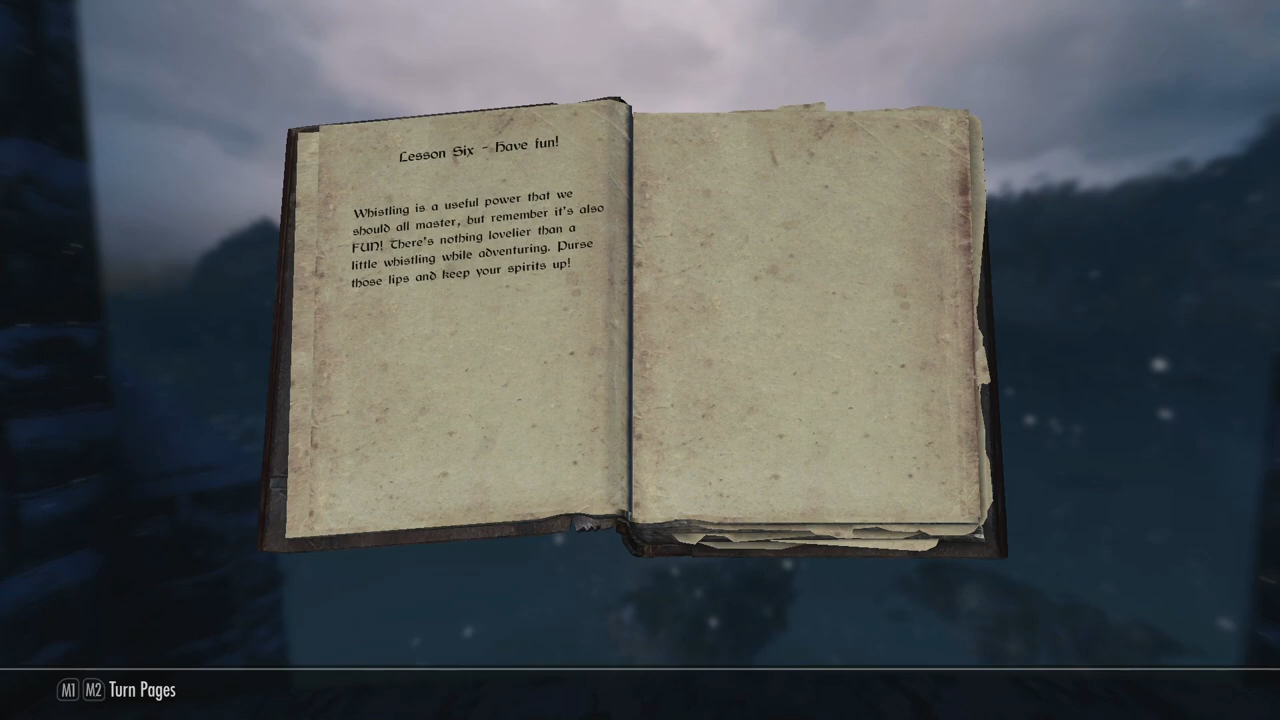 Lesson Six - Have fun!
Whistling is a useful power that we
should all master, but remember it's also
FUN! There's nothing lovelier than a
little whistling while adventuring. Purse
those lips and keep your spirits up!
M1 M2 Turn Pages